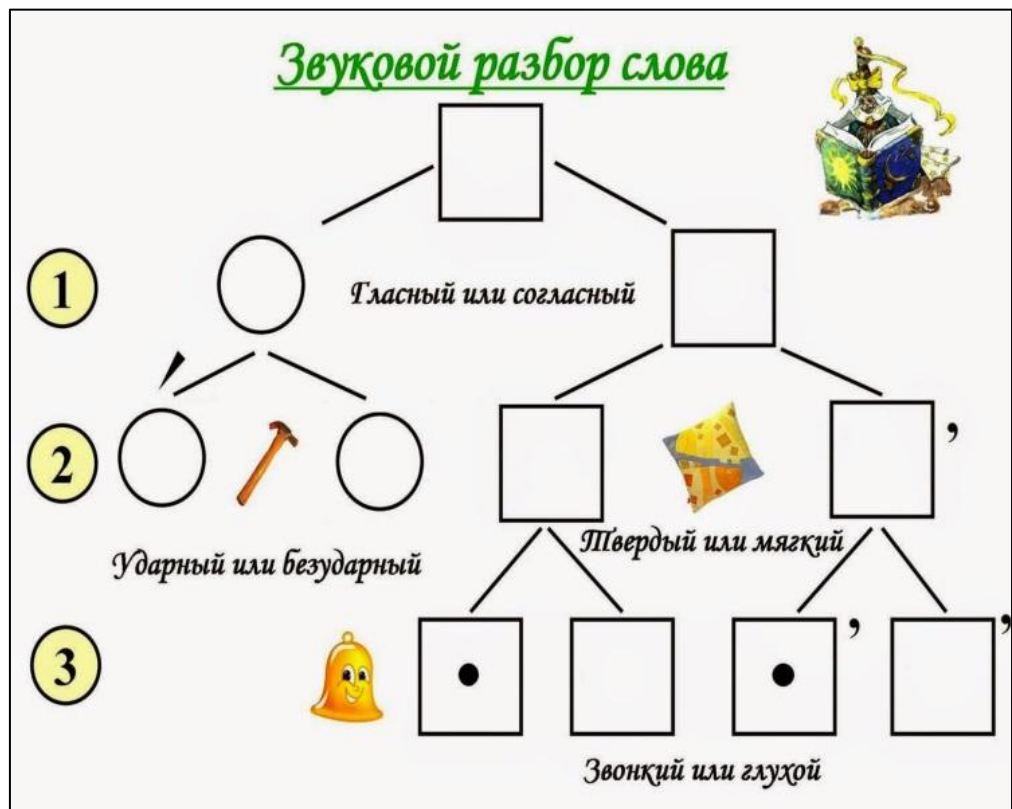 Звуковой разбор слова
1
Гласный или согласный
2
,
Твердый или мягкий
Ударный или безударный
3
,
,
Звонкий или глухой